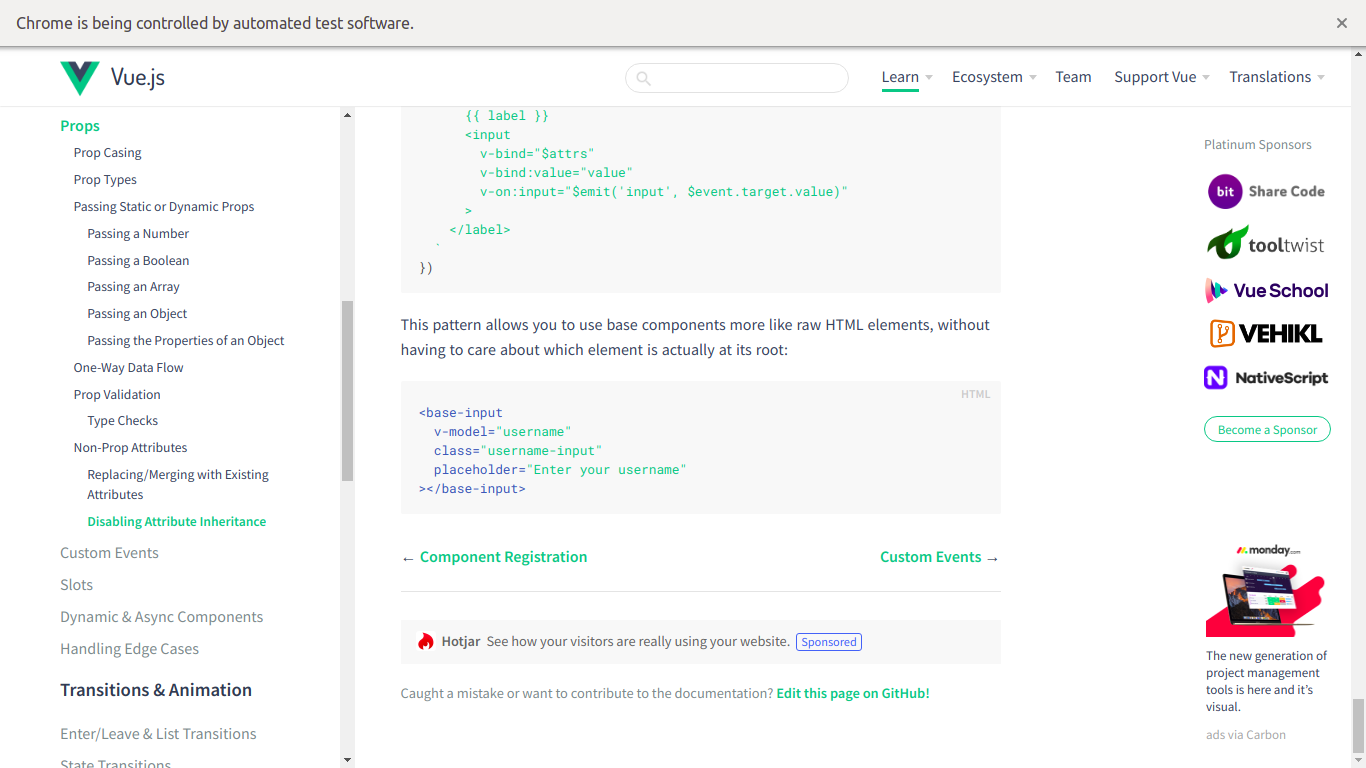 Chrome is being controlled by automated test software.
Vue.js
Learn
Ecosystem
Team
Support Vue
Translations
Props
Prop Casing
Prop Types
Passing Static or Dynamic Props
Passing a Number
Passing a Boolean
Passing an Array
Passing an Object
Passing the Properties of an Object
One-Way Data Flow
Prop Validation
Type Checks
Non-Prop Attributes
Replacing/Merging with Existing
Attributes
Disabling Attribute Inheritance
Custom Events
Slots
Dynamic & Async Components
Handling Edge Cases
Transitions & Animation
Enter/Leave & List Transitions
State Transitions
{{ label }}
<input
v-bind="$attrs"
v-bind:value="value"
v-on:input="$emit('input', $event.target.value)"
>
</label>
`
})
This pattern allows you to use base components more like raw HTML elements, without
having to care about which element is actually at its root:
HTML
<base-input
v-model="username"
class="username-input"
placeholder="Enter your username"
></base-input>
← Component Registration
Custom Events →
Hotjar See how your visitors are really using your website. Sponsored
Caught a mistake or want to contribute to the documentation? Edit this page on GitHub!
Platinum Sponsors
bit Share Code
tooltwist
Vue School
VEHIKL
NativeScript
Become a Sponsor
monday.com
The new generation of
project management
tools is here and it's
visual.
ads via Carbon